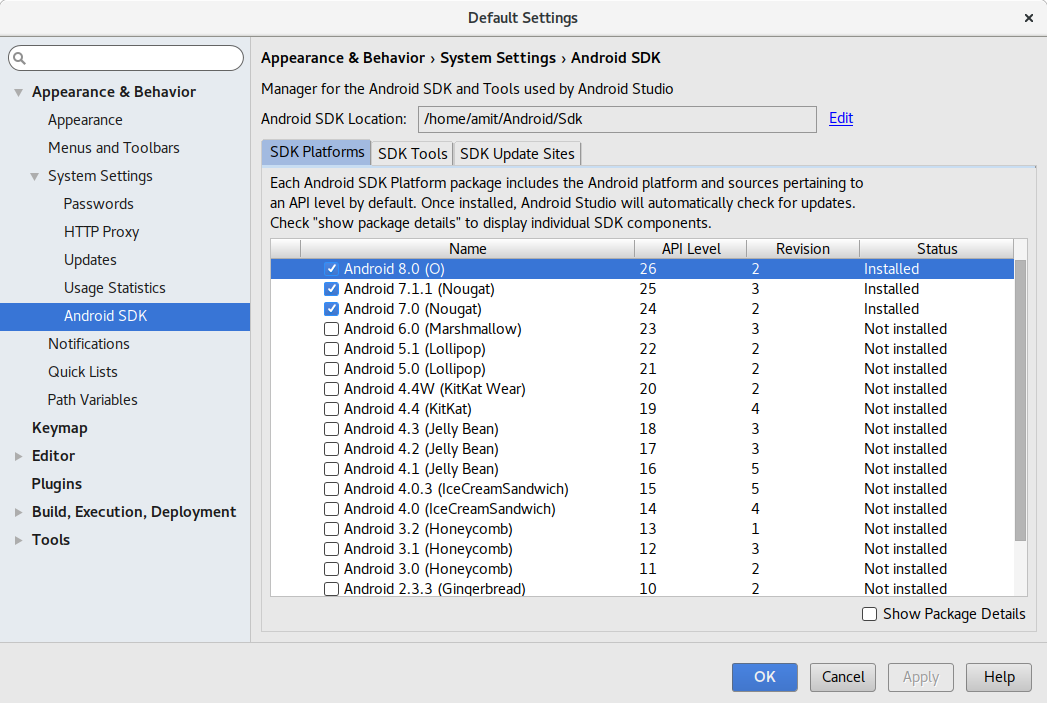 Default Settings
Appearance & Behavior
Appearance
Menus and Toolbars
System Settings
Passwords
HTTP Proxy
Updates
Usage Statistics
Android SDK
Notifications
Quick Lists
Path Variables
Keymap
Editor
Plugins
Build, Execution, Deployment
Tools
Appearance & Behavior › System Settings › Android SDK
Manager for the Android SDK and Tools used by Android Studio
Android SDK Location: /home/amit/Android/Sdk Edit
SDK Platforms SDK Tools SDK Update Sites
Each Android SDK Platform package includes the Android platform and sources pertaining to
an API level by default. Once installed, Android Studio will automatically check for updates.
Check "show package details" to display individual SDK components.
Name API Level Revision Status
Android 8.0 (O) 26 2 Installed
Android 7.1.1 (Nougat) 25 3 Installed
Android 7.0 (Nougat) 24 2 Installed
Android 6.0 (Marshmallow) 23 3 Not installed
Android 5.1 (Lollipop) 22 2 Not installed
Android 5.0 (Lollipop) 21 2 Not installed
Android 4.4W (KitKat Wear) 20 2 Not installed
Android 4.4 (KitKat) 19 4 Not installed
Android 4.3 (Jelly Bean) 18 3 Not installed
Android 4.2 (Jelly Bean) 17 3 Not installed
Android 4.1 (Jelly Bean) 16 5 Not installed
Android 4.0.3 (IceCreamSandwich) 15 5 Not installed
Android 4.0 (IceCreamSandwich) 14 4 Not installed
Android 3.2 (Honeycomb) 13 1 Not installed
Android 3.1 (Honeycomb) 12 3 Not installed
Android 3.0 (Honeycomb) 11 2 Not installed
Android 2.3.3 (Gingerbread) 10 2 Not installed
Show Package Details
OK Cancel Apply Help